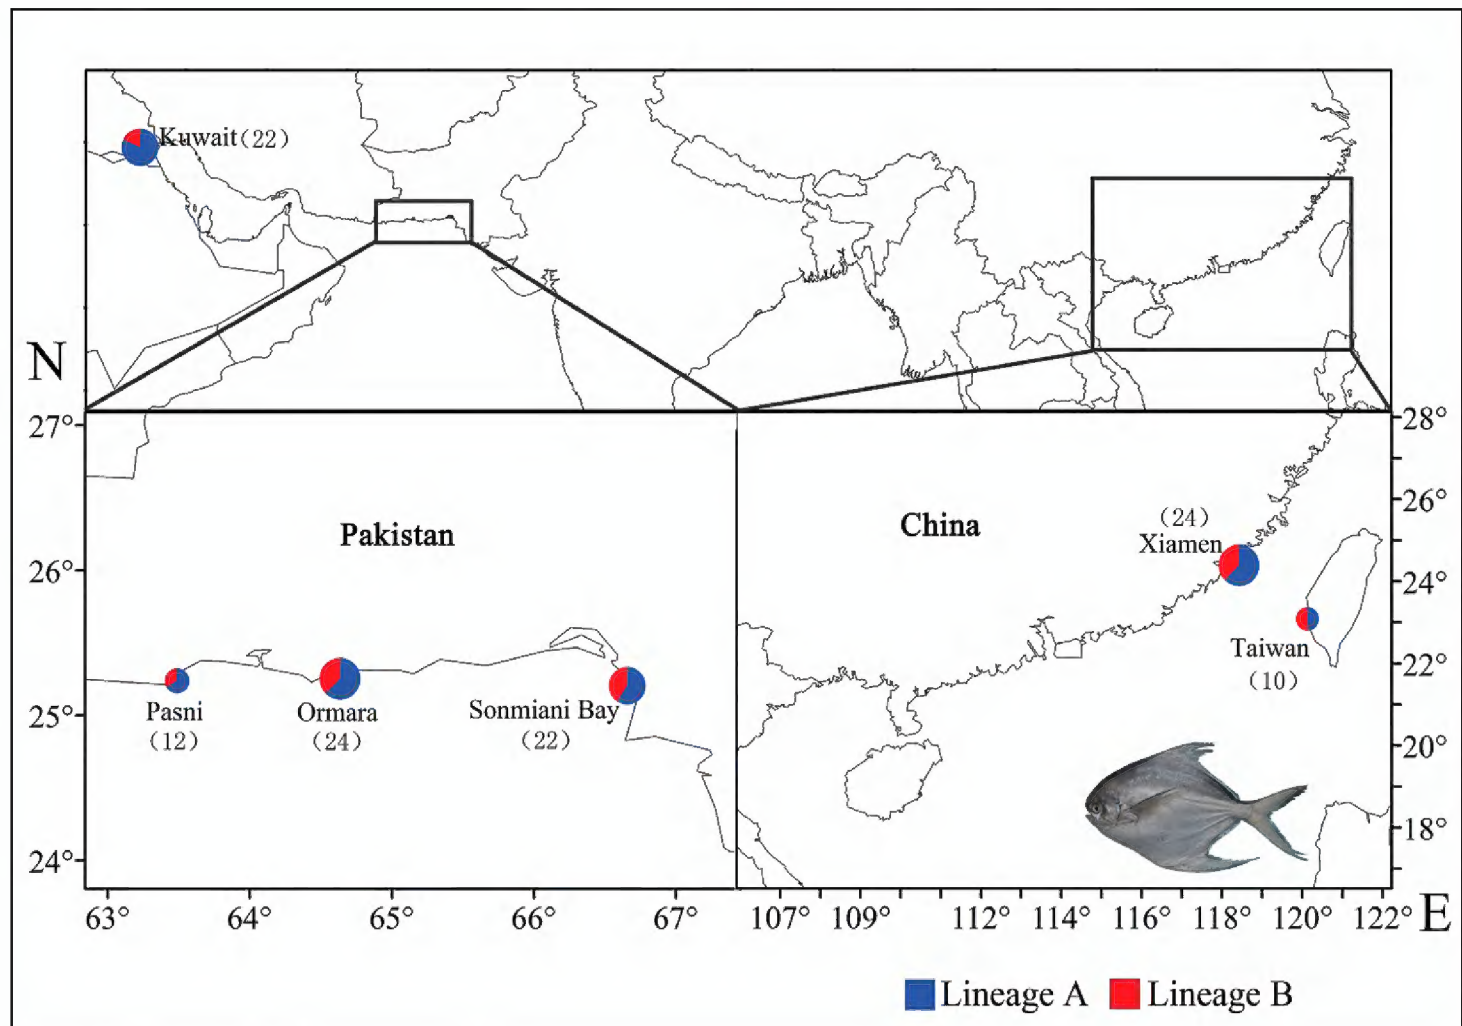 Kuwait（22）
N
27°
26°
25°
24°
Pakistan
Pasni
（12）
Ormara
（24）
Sonmiani Bay
（22）
China
（24）
Xiamen
Taiwan
（10）
28°
26°
24°
22°
20°
18°
63° 64° 65° 66° 67° 107° 109° 112° 114° 116° 118° 120° 122° E
Lineage A Lineage B